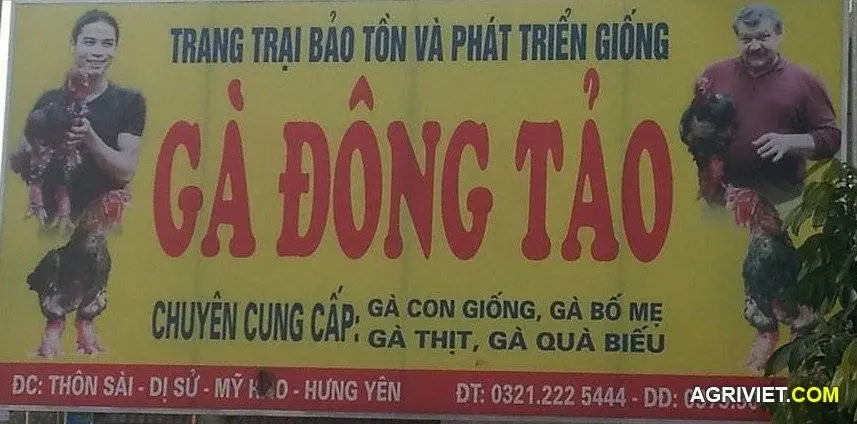 TRANG TRẠI BẢO TỒN VÀ PHÁT TRIỂN GIỐNG
GÀ ĐÔNG TẢO
CHUYÊN CUNG CẤP: GÀ CON GIỐNG, GÀ BỐ MẸ
GÀ THỊT, GÀ QUÀ BIẾU
ĐC: THÔN SÀI - DỊ SỬ - MỸ - HƯNG YÊN ĐT: 0321.222 5444 - DĐ:
AGRIVIET.COM